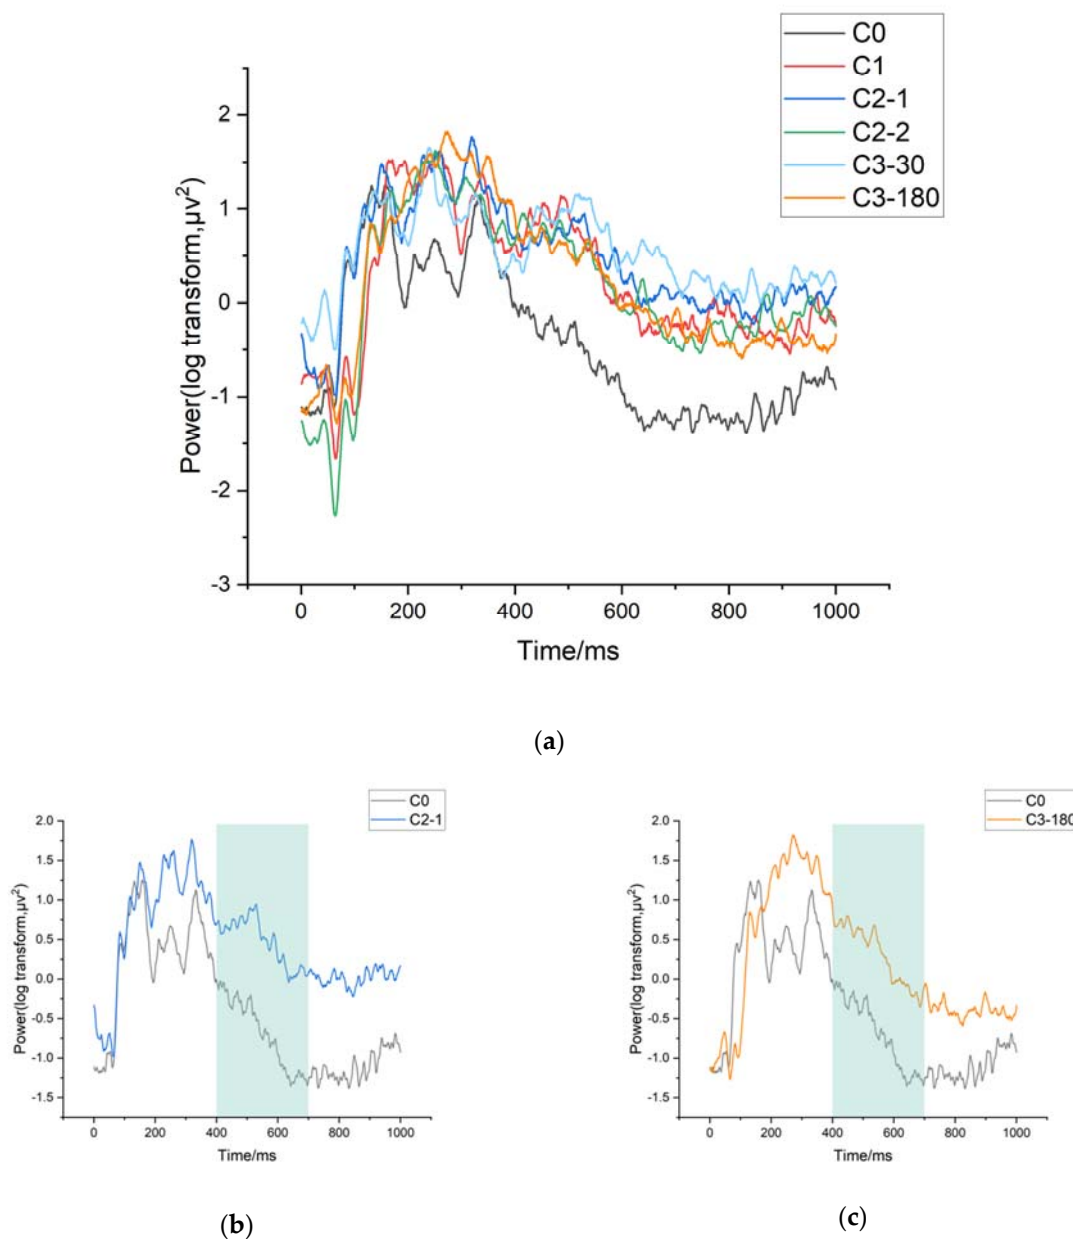 C0
C1
C2-1
C2-2
C3-30
C3-180
Power(log transform,μv²)
2
1
0
-1
-2
-3
0 200 400 600 800 1000
Time/ms
(a)
C0
C2-1
Power(log transform,μv²)
2.0
1.5
1.0
0.5
0.0
-0.5
-1.0
-1.5
0 200 400 600 800 1000
Time/ms
(b)
C0
C3-180
Power(log transform,μv²)
2.0
1.5
1.0
0.5
0.0
-0.5
-1.0
-1.5
0 200 400 600 800 1000
Time/ms
(c)